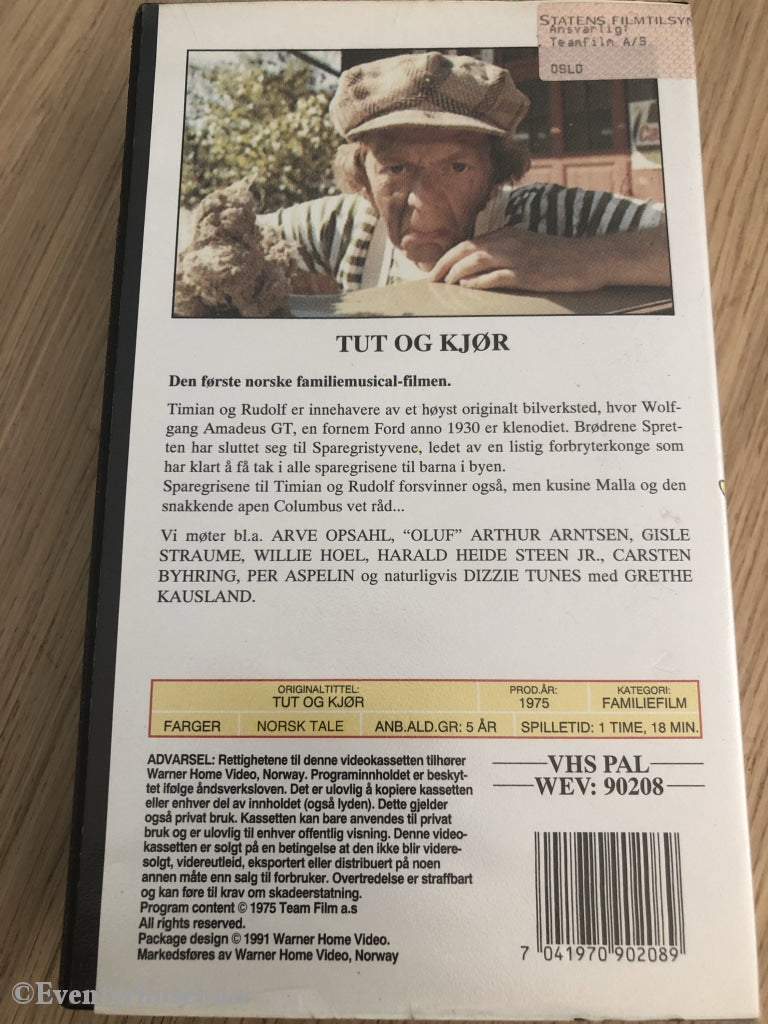 STATENS FILMTILSYN
Ansvarlig:
Teamfilm A/S
OSLO
TUT OG KJØR
Den første norske familiemusical-filmen.
Timian og Rudolf er innehavere av et høyst originalt bilverksted, hvor Wolf-
gang Amadeus GT, en fornem Ford anno 1930 er klenodiet. Brødrene Spret-
ten har sluttet seg til Sparegristyvene, ledet av en listig forbryterkonge som
har klart å få tak i alle sparegrisene til barna i byen.
Sparegrisene til Timian og Rudolf forsvinner også, men kusine Malla og den
snakkende apen Columbus vet råd...
Vi møter bl.a. ARVE OPSAHL, “OLUF” ARTHUR ARNTSEN, GISLE
STRAUME, WILLIE HOEL, HARALD HEIDE STEEN JR., CARSTEN
BYHRING, PER ASPELIN og naturligvis DIZZIE TUNES med GRETHE
KAUSLAND.
ORIGINALTITTEL: PROD.ÅR: KATEGORI:
TUT OG KJØR 1975 FAMILIEFILM
FARGER NORSK TALE ANB.ALD.GR: 5 ÅR SPILLETID: 1 TIME, 18 MIN.
ADVARSEL: Rettighetene til denne videokassetten tilhører
Warner Home Video, Norway. Programinnholdet er beskyt-
tet ifølge åndsverksloven. Det er ulovlig å kopiere kassetten
eller enhver del av innholdet (også lyden). Dette gjelder
også privat bruk. Kassetten kan bare anvendes til privat
bruk og er ulovlig til enhver offentlig visning. Denne video-
kassetten er solgt på en betingelse at den ikke blir videre-
solgt, videreutleid, eksportert eller distribuert på noen
annen måte enn salg til forbruker. Overtredelse er straffbart
og kan føre til krav om skadeerstatning.
Program content © 1975 Team Film a.s
All rights reserved.
Package design © 1991 Warner Home Video.
Markedsføres av Warner Home Video, Norway
VHS PAL
WEV: 90208
7 041970 902089